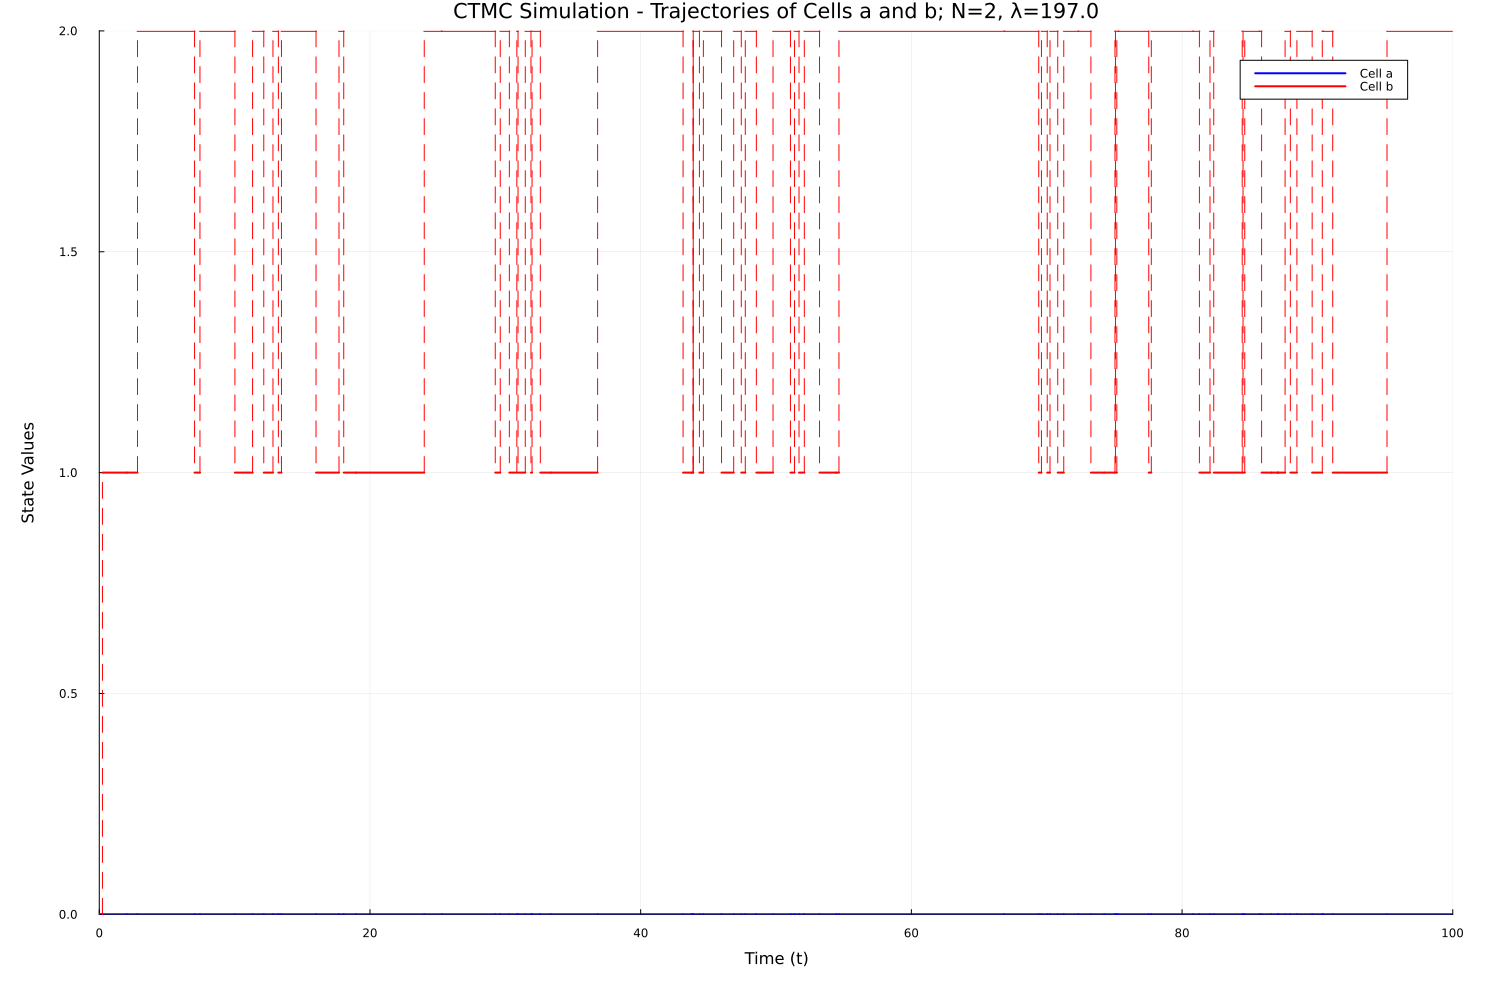 CTMC Simulation - Trajectories of Cells a and b; N=2, λ=197.0
2.0
Cell a
Cell b
1.5
1.0
State Values
0.5
0.0
0 20 40 60 80 100
Time (t)